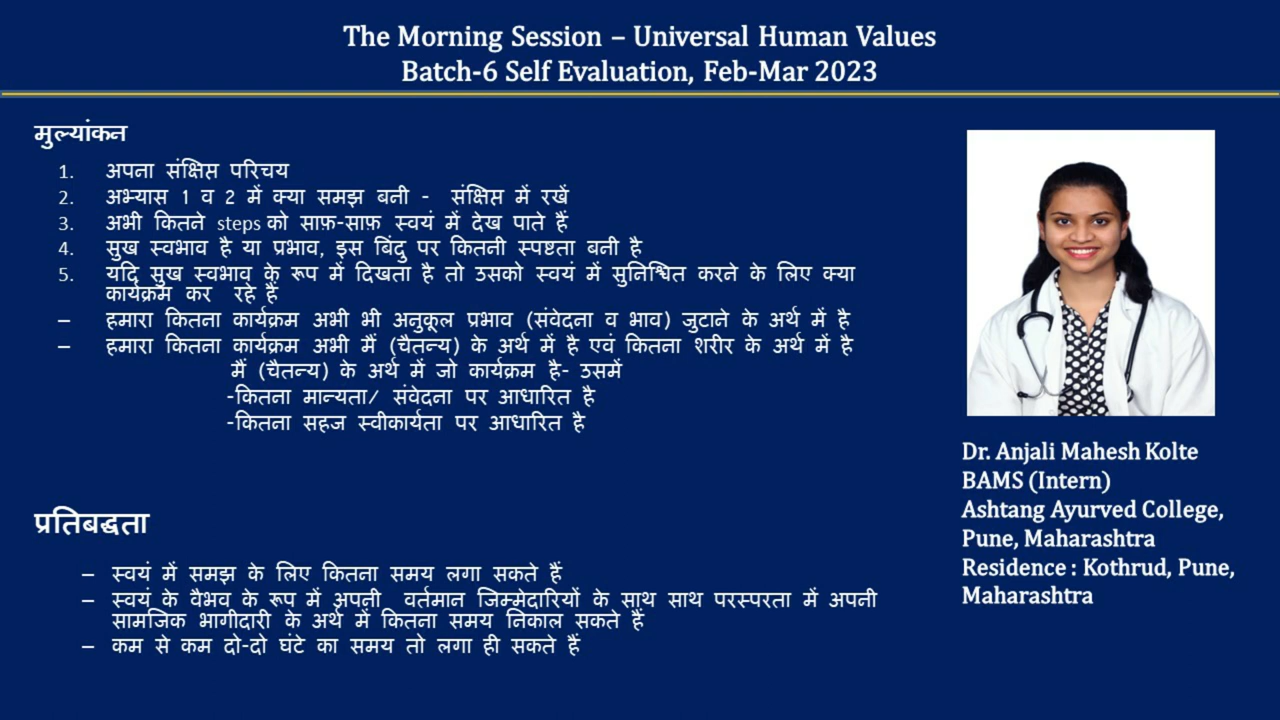 The Morning Session – Universal Human Values
Batch-6 Self Evaluation, Feb-Mar 2023
मुल्यांकन
1. अपना संक्षिप्त परिचय
2. अभ्यास 1 व 2 में क्या समझ बनी - संक्षिप्त में रखें
3. अभी कितने steps को साफ़-साफ़ स्वयं में देख पाते हैं
4. सुख स्वभाव है या प्रभाव, इस बिंदु पर कितनी स्पष्टता बनी है
5. यदि सुख स्वभाव के रूप में दिखता है तो उसको स्वयं में सुनिश्चित करने के लिए क्या
कार्यक्रम कर रहे हैं
– हमारा कितना कार्यक्रम अभी भी अनुकूल प्रभाव (संवेदना व भाव) जुटाने के अर्थ में है
– हमारा कितना कार्यक्रम अभी मैं (चैतन्य) के अर्थ में है एवं कितना शरीर के अर्थ में है
मैं (चैतन्य) के अर्थ में जो कार्यक्रम है- उसमें
-कितना मान्यता/ संवेदना पर आधारित है
-कितना सहज स्वीकार्यता पर आधारित है
प्रतिबद्धता
– स्वयं में समझ के लिए कितना समय लगा सकते हैं
– स्वयं के वैभव के रूप में अपनी वर्तमान जिम्मेदारियों के साथ साथ परस्परता में अपनी
सामजिक भागीदारी के अर्थ में कितना समय निकाल सकते हैं
– कम से कम दो-दो घंटे का समय तो लगा ही सकते हैं
Dr. Anjali Mahesh Kolte
BAMS (Intern)
Ashtang Ayurved College,
Pune, Maharashtra
Residence : Kothrud, Pune,
Maharashtra